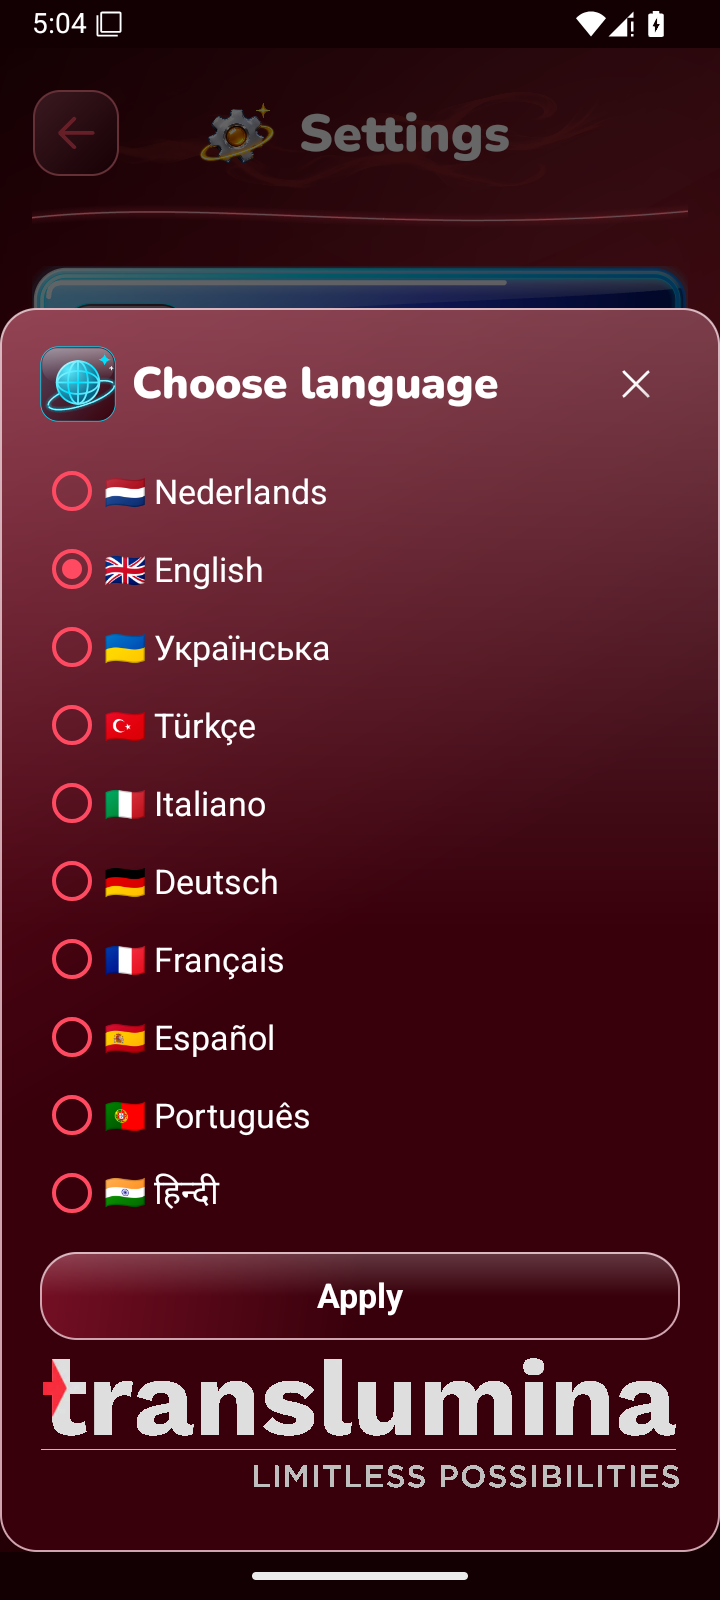 5:04
Settings
Choose language
Nederlands
English
Українська
Türkçe
Italiano
Deutsch
Français
Español
Português
हिन्दी
Apply
translumina
LIMITLESS POSSIBILITIES